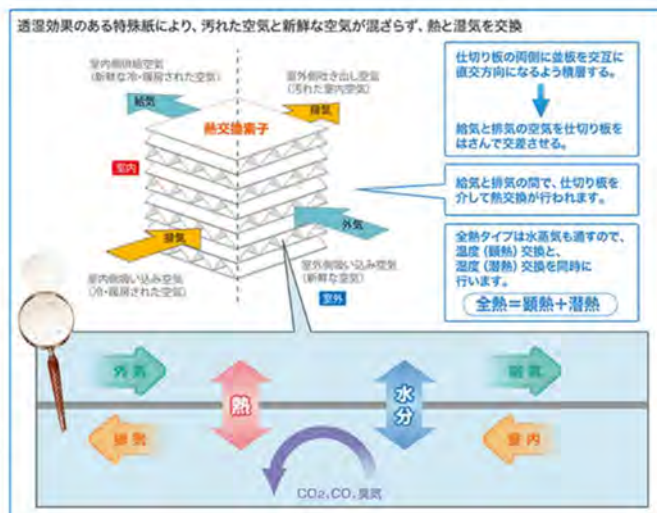 透湿効果のある特殊紙により、汚れた空気と新鮮な空気が混ざらず、熱と湿気を交換
室内側排給空気
(新鮮な冷・暖房された空気)
給気
室外側吐き出し空気
(汚れた室内空気)
排気
熱交換素子
室内
外気
室内側吸い込み空気
(冷・暖房された空気)
室外側吸い込み空気
(新鮮な空気)
室外
仕切り板の両側に並板を交互に
直交方向になるよう積層する。
給気と排気の空気を仕切り板を
はさんで交差させる。
給気と排気の間で、仕切り板を
介して熱交換が行われます。
全熱タイプは水蒸気も通すので、
温度(顕熱)交換と、
湿度(潜熱)交換を同時に
行います。
全熱=顕熱+潜熱
外気
熱
水分
給気
排気
室内
CO2,CO,臭気